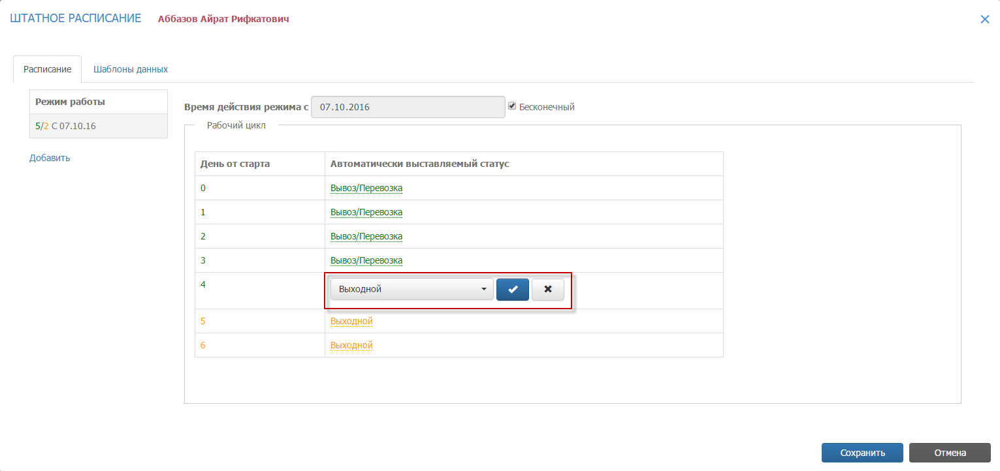 ШТАТНОЕ РАСПИСАНИЕ Аббазов Айрат Рифкатович
Расписание Шаблоны данных
Режим работы
5/2 С 07.10.16
Добавить
Время действия режима с 07.10.2016 Бесконечный
Рабочий цикл
День от старта Автоматически выставляемый статус
0 Вывоз/Перевозка
1 Вывоз/Перевозка
2 Вывоз/Перевозка
3 Вывоз/Перевозка
4 Выходной
5 Выходной
6 Выходной
Сохранить Отмена